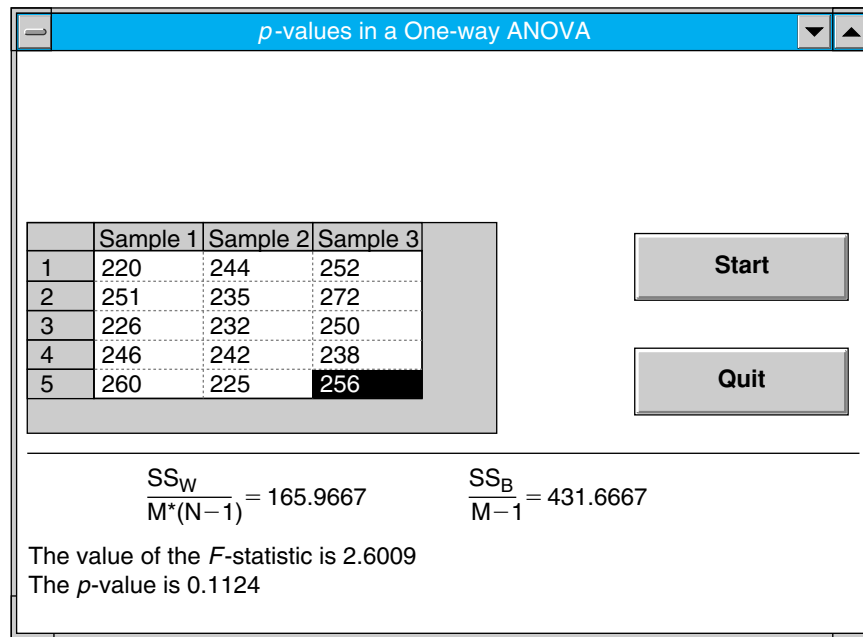 p-values in a One-way ANOVA
Sample 1 Sample 2 Sample 3
1 220 244 252
2 251 235 272
3 226 232 250
4 246 242 238
5 260 225 256
Start
Quit
SS_W / M*(N−1) = 165.9667
SS_B / M−1 = 431.6667
The value of the F-statistic is 2.6009
The p-value is 0.1124